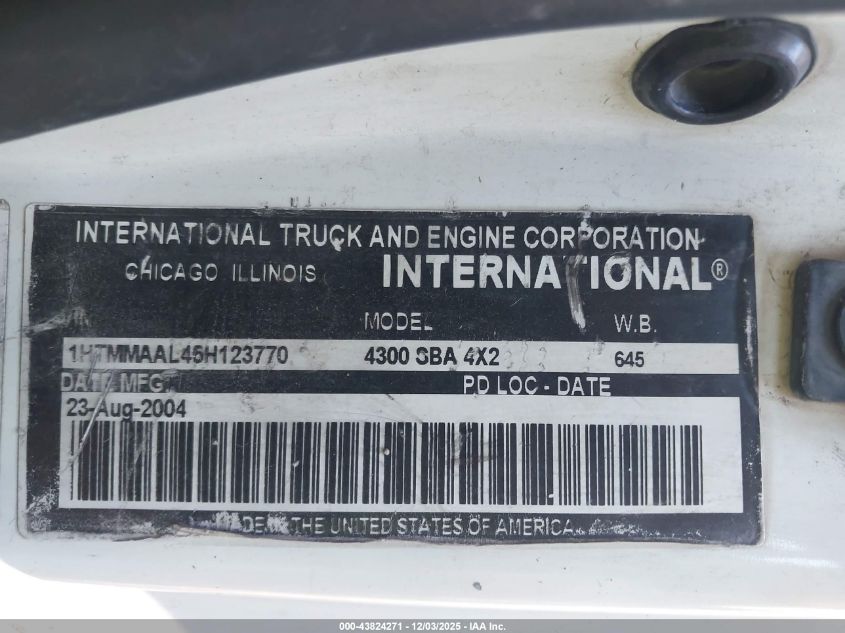 INTERNATIONAL TRUCK AND ENGINE CORPORATION
CHICAGO ILLINOIS INTERNATIONAL®
MODEL W.B.
1HTMMAAL45H123770 4300 SBA 4X2 645
DATE MFG PD LOC - DATE
23-Aug-2004
THE UNITED STATES OF AMERICA
000-43824271 - 12/03/2025 - IAA Inc.